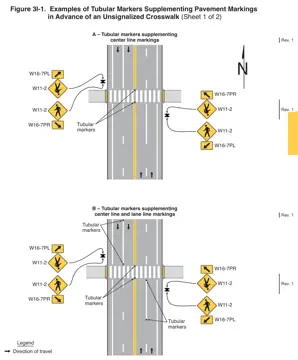 Figure 3I-1. Examples of Tubular Markers Supplementing Pavement Markings
in Advance of an Unsignalized Crosswalk (Sheet 1 of 2)
A – Tubular markers supplementing
center line markings
Rev. 1
N
W16-7PL
W11-2
W11-2
W16-7PR
Tubular
markers
W16-7PR
W11-2
W11-2
W16-7PL
Rev. 1
B – Tubular markers supplementing
center line and lane line markings
Rev. 1
Tubular
markers
W16-7PL
W11-2
W11-2
W16-7PR
Tubular
markers
W16-7PR
W11-2
W11-2
W16-7PL
Tubular
markers
Rev. 1
Legend
Direction of travel